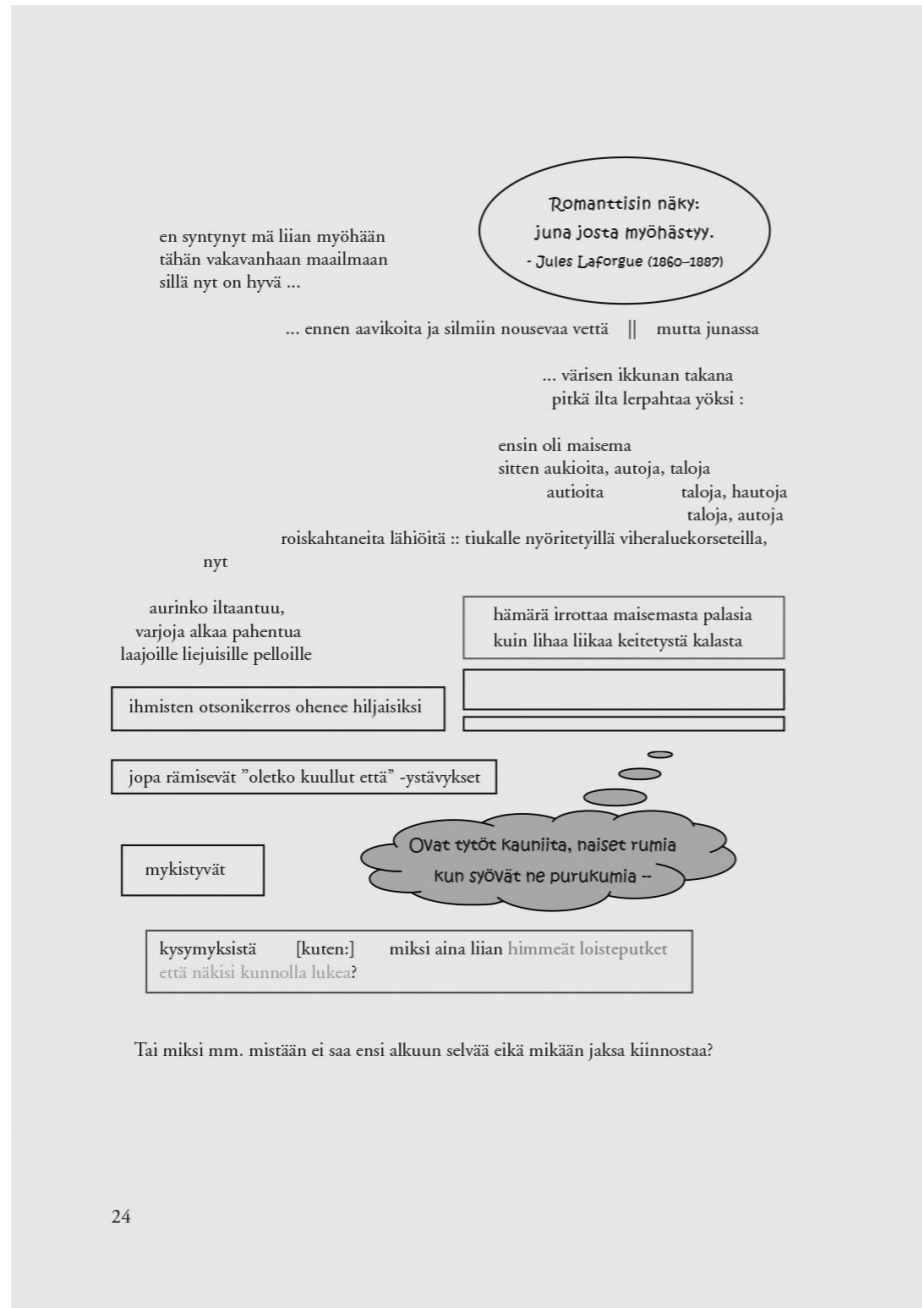 Romanttisin näky:
juna josta myöhästyy.
- Jules Laforgue (1860–1887)
en syntynyt mä liian myöhään
tähän vakavanhaan maailmaan
sillä nyt on hyvä ...
... ennen aavikoita ja silmiin nousevaa vettä || mutta junassa
... värisen ikkunan takana
pitkä ilta lerpahtaa yöksi :
ensin oli maisema
sitten aukioita, autoja, taloja
autioita taloja, hautoja
taloja, autoja
roiskahtaneita lähiöitä :: tiukalle nyöritetyillä viheraluekorseteilla,
nyt
aurinko iltaantuu,
varjoja alkaa pahentua
laajoille liejuisille pelloille
hämärä irrottaa maisemasta palasia
kuin lihaa liikaa keitetystä kalasta
ihmisten otsonikerros ohenee hiljaisiksi
jopa rämisevät ”oletko kuullut että” -ystävykset
Ovat tytöt kauniita, naiset rumia
kun syövät ne purukumia --
mykistyvät
kysymyksistä [kuten:] miksi aina liian himmeät loisteputket
että näkisi kunnolla lukea?
Tai miksi mm. mistään ei saa ensi alkuun selvää eikä mikään jaksa kiinnostaa?
24